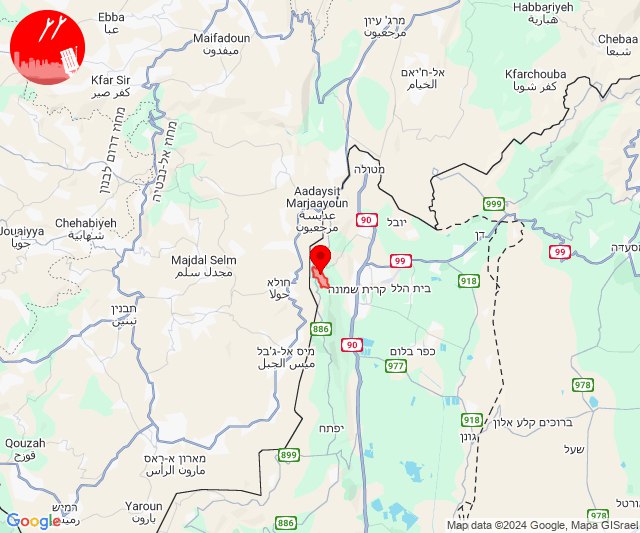 Ebba
عبا
Maifadoun
ميفدون
מרג' עיון
مرجعيون
Habbariyeh
هبارية
Chebaa
شبعا
Kfar Sir
كفر صير
אל-ח'יאם
الخيام
Kfarchouba
كفر شوبا
מחוז דרום לבנון
מחוז אל-נבטיה
מטולה
Aadaysit
Marjaayoun
عديسة
مرجعيون
999
90
יובל
Chehabiyeh
شهابية
Jouaiyya
جويا
דן
99
מסעדה
Majdal Selm
مجدل سلم
99
918
חולא
حولا
בית הלל
קרית שמונה
תבנין
تبنين
886
90
מיס אל-ג'בל
ميس الجبل
כפר בלום
977
978
918
ברוכים קלע אלון
יפתח
גונן
Qouzah
قوزح
מארון א-ראס
مارون الراس
899
שעל
978
Yaroun
يارون
886
Google
Map data ©2024 Google, Mapa GISrael